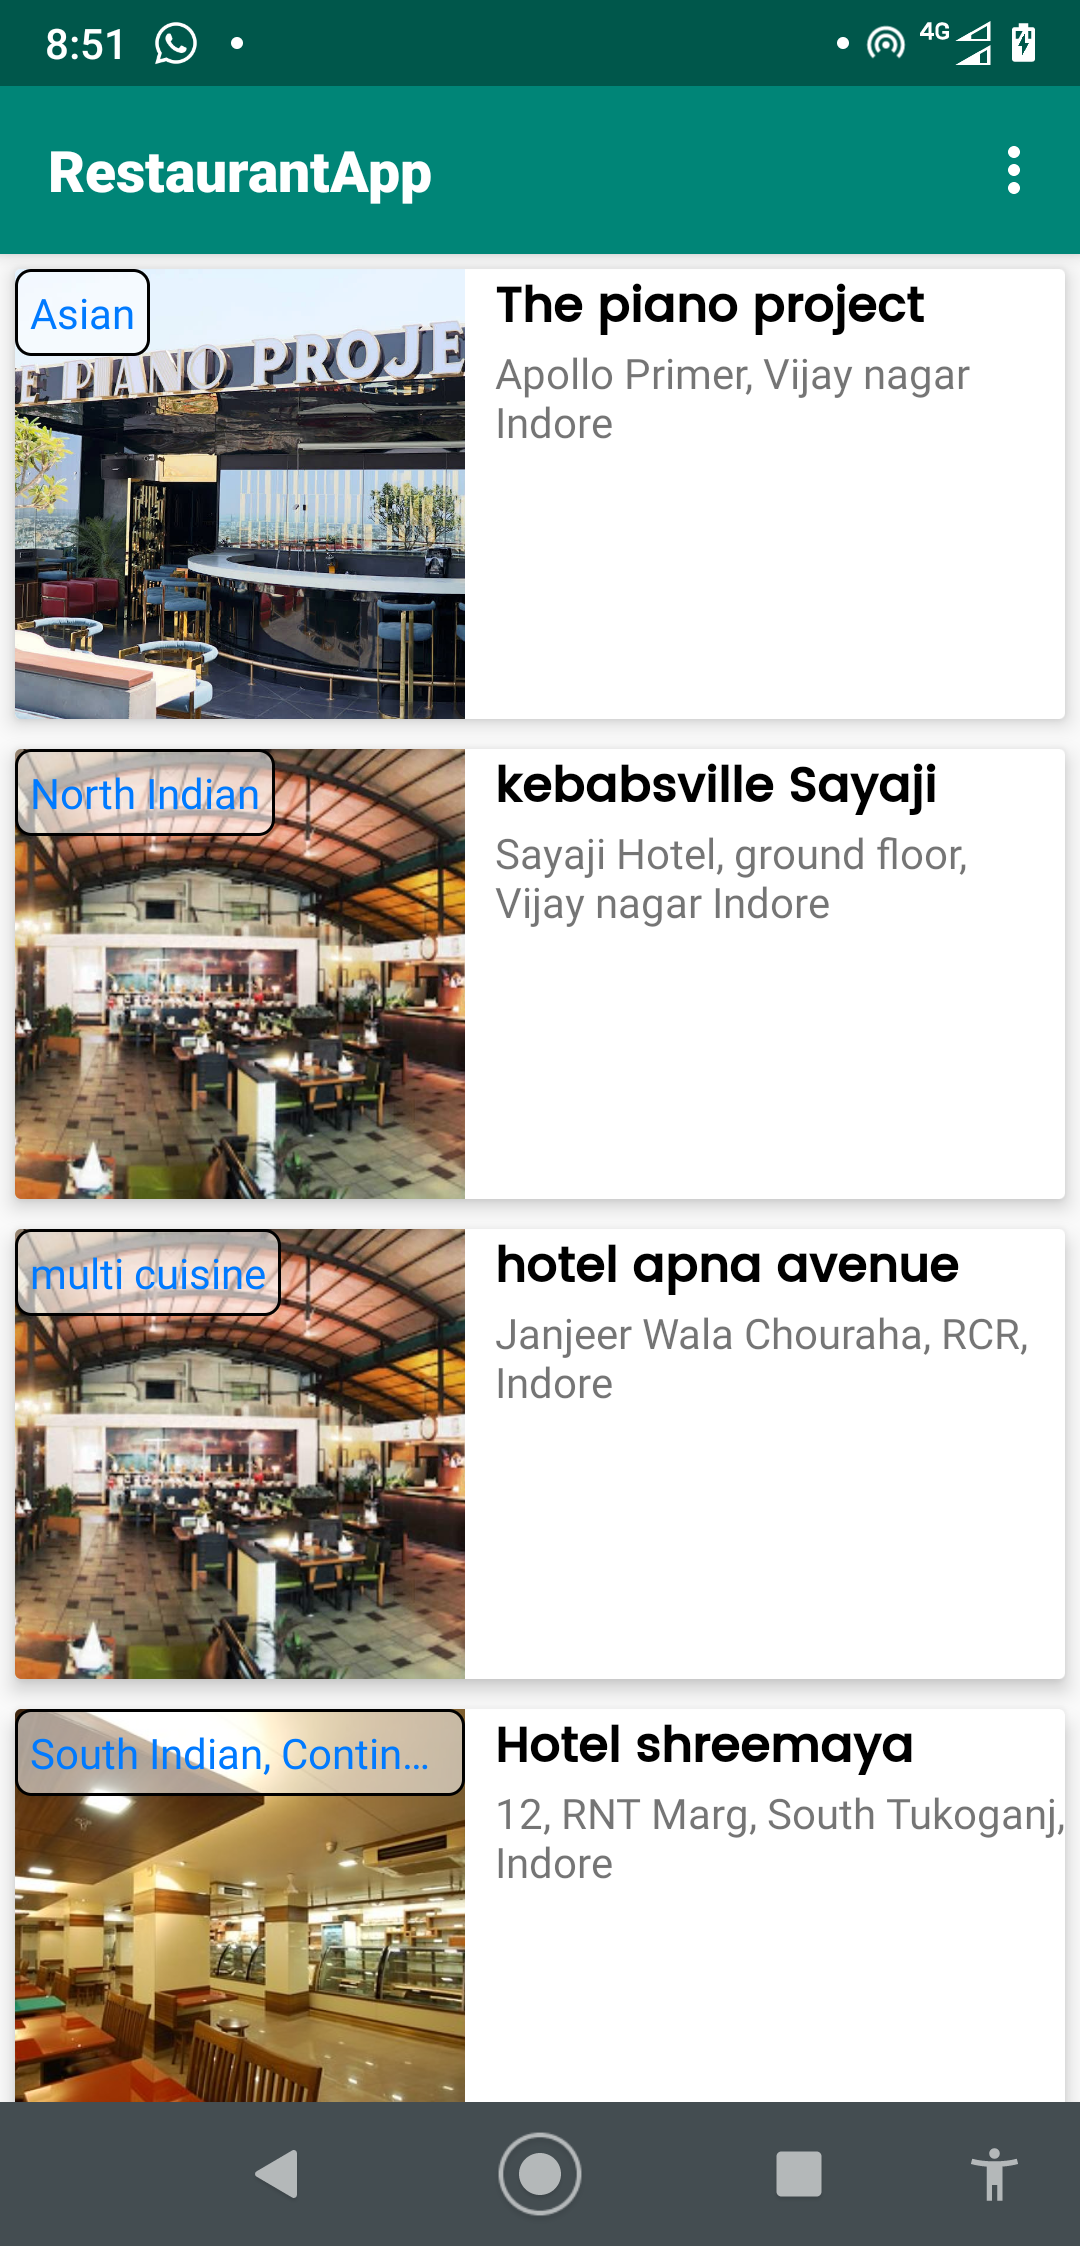 8:51
4G
RestaurantApp
Asian
E PIANO PROJE
The piano project
Apollo Primer, Vijay nagar
Indore
North Indian
kebabsville Sayaji
Sayaji Hotel, ground floor,
Vijay nagar Indore
multi cuisine
hotel apna avenue
Janjeer Wala Chouraha, RCR,
Indore
South Indian, Contin...
Hotel shreemaya
12, RNT Marg, South Tukoganj,
Indore